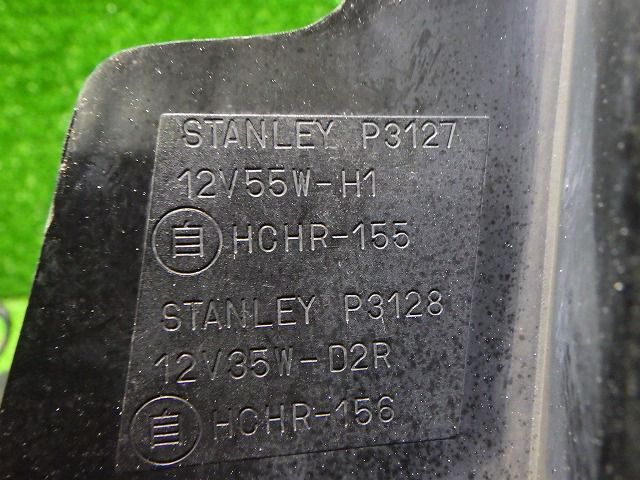 STANLEY P3127
12V55W-H1
自 HCHR-155
STANLEY P3128
12V35W-D2R
自 HCHR-156